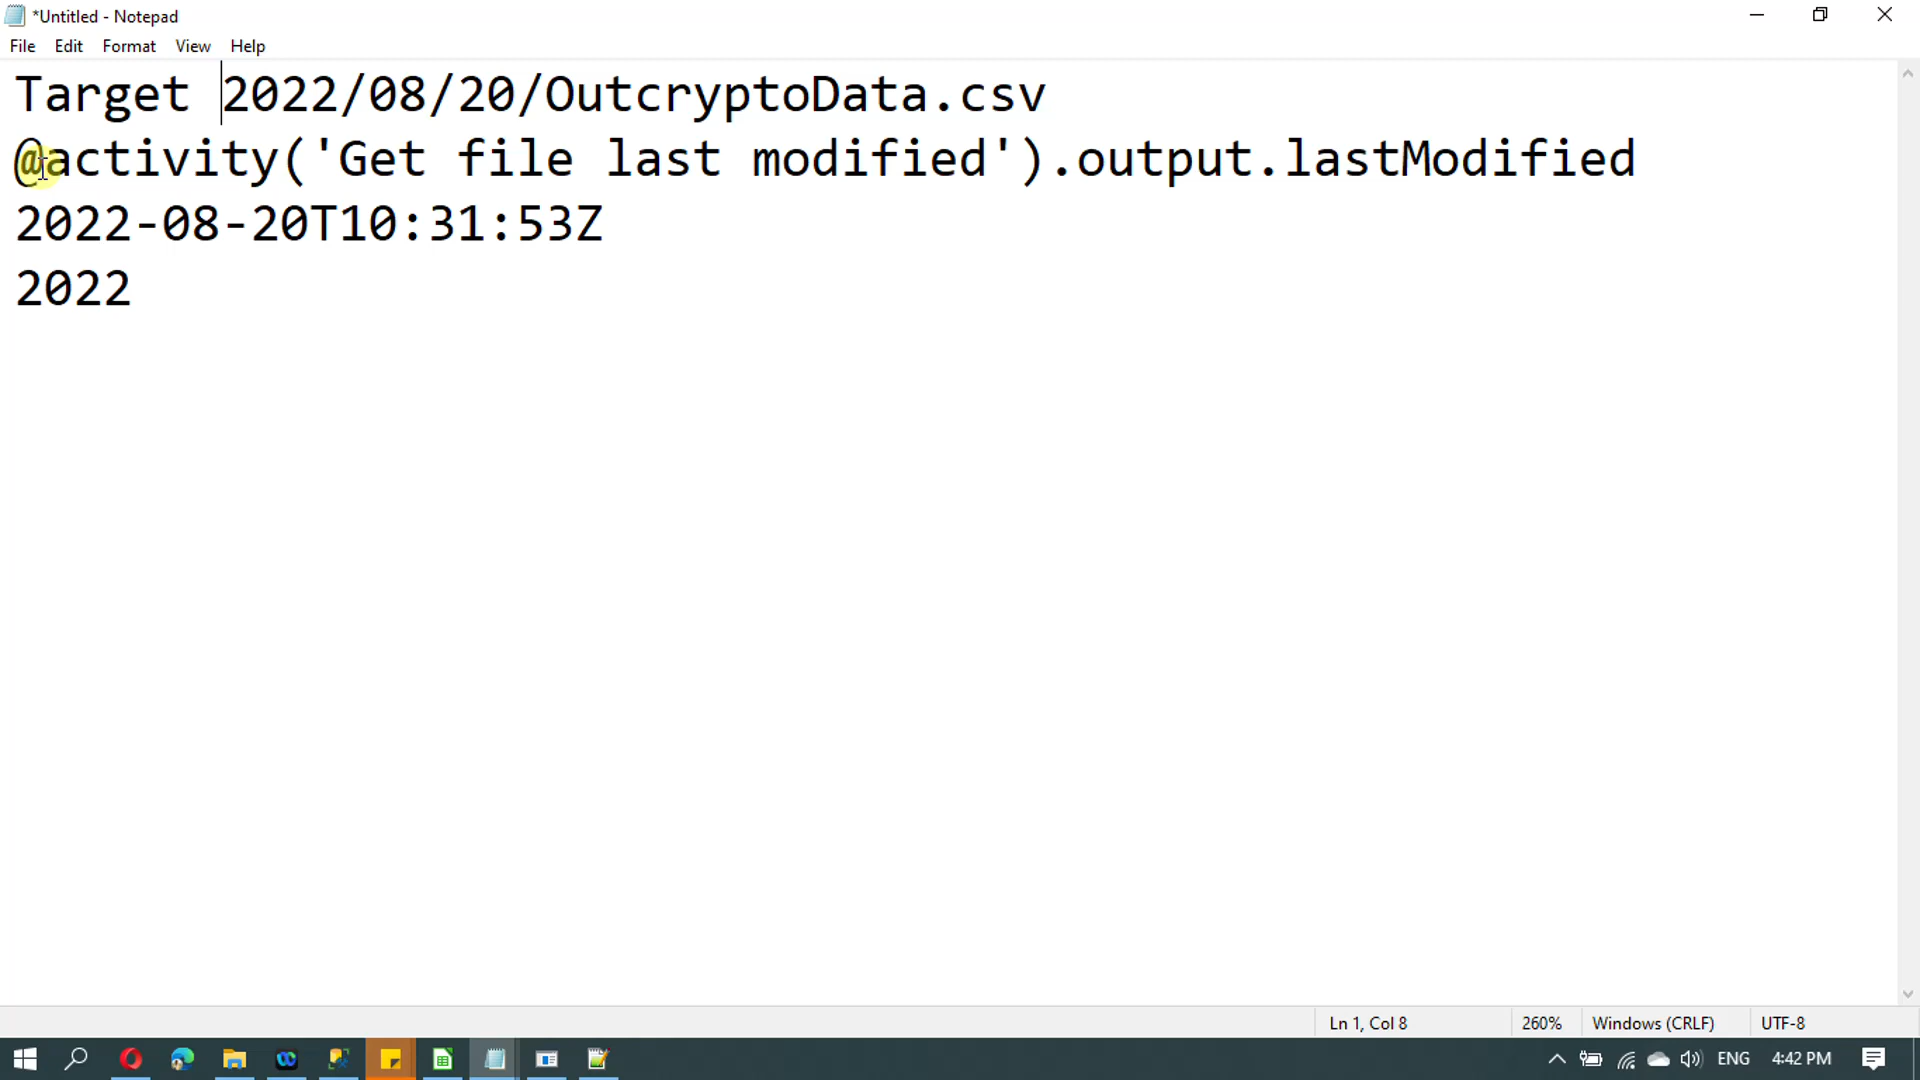 *Untitled - Notepad
File Edit Format View Help
Target 2022/08/20/OutcryptoData.csv
@activity('Get file last modified').output.lastModified
2022-08-20T10:31:53Z
2022
Ln 1, Col 8 260% Windows (CRLF) UTF-8
ENG 4:42 PM